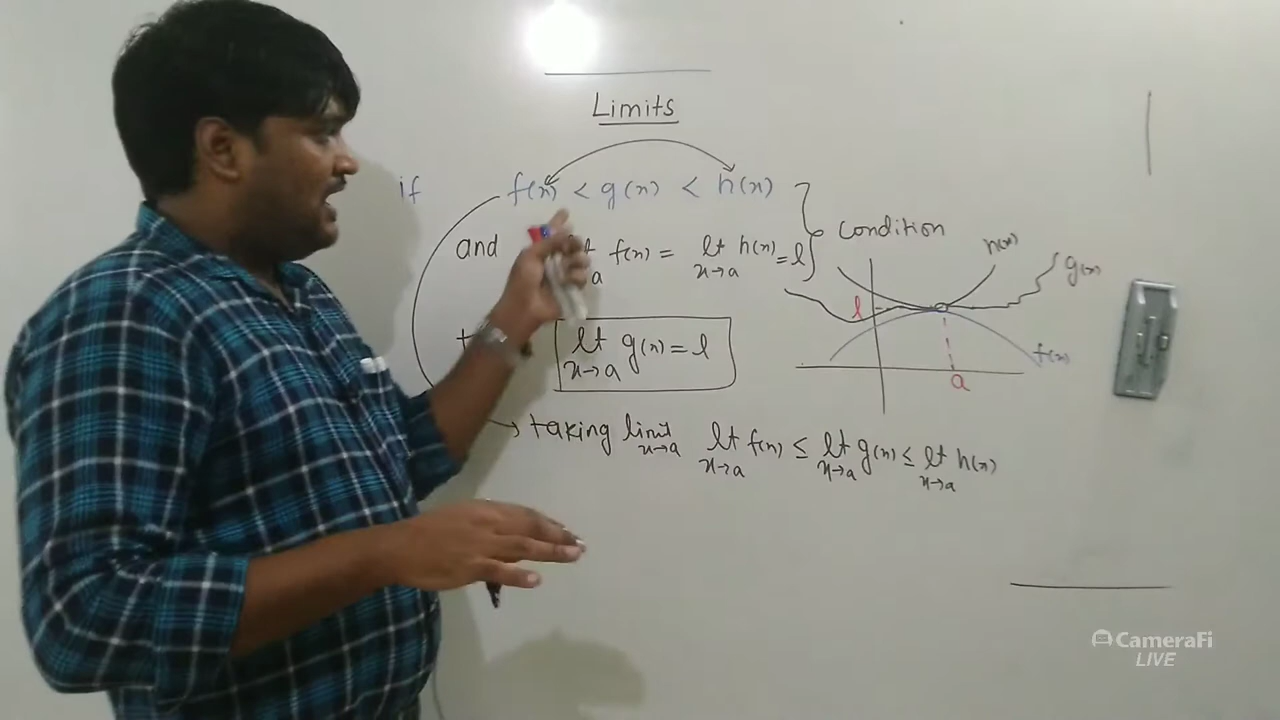 Limits
if f(x) < g(x) < h(x)
and lt x→a f(x) = lt x→a h(x) = l
condition
lt x→a g(x) = l
h(x)
g(x)
l
f(x)
a
→ taking limit x→a lt x→a f(x) ≤ lt x→a g(x) ≤ lt x→a h(x)
CameraFi
LIVE